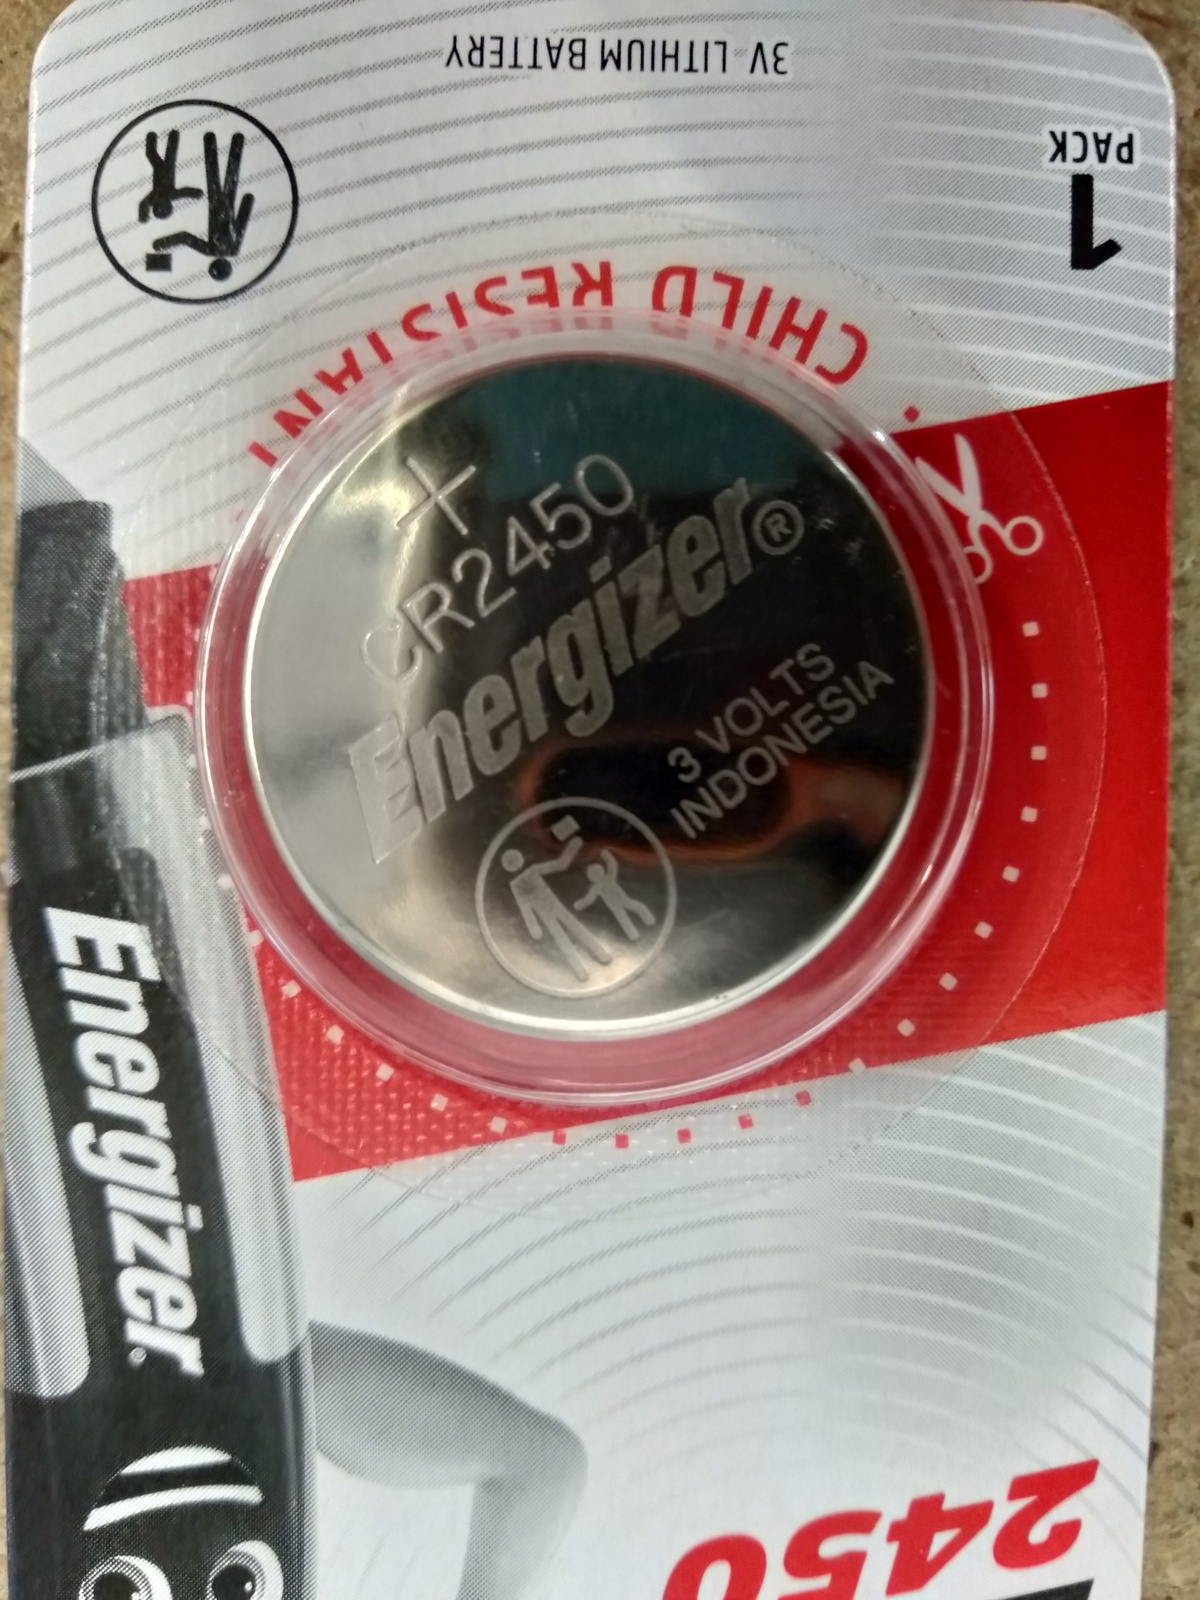 3V LITHIUM BATTERY
1
PACK
CHILD RESISTANT
+
CR2450
Energizer®
3 VOLTS
INDONESIA
Energizer.
2450